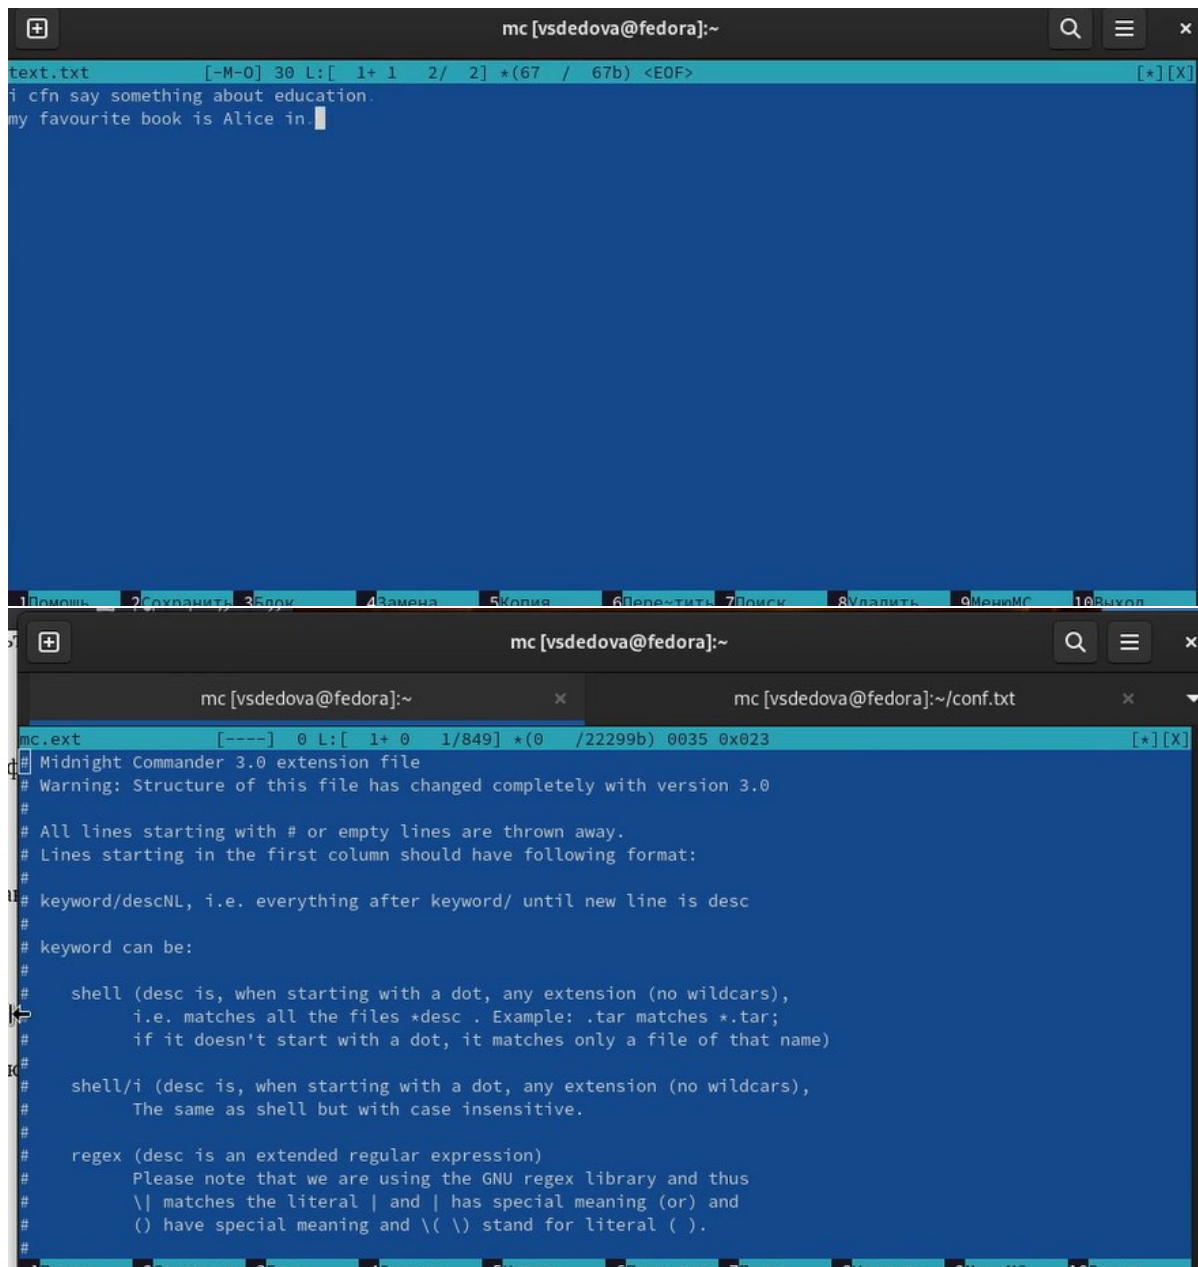 mc [vsdedova@fedora]:~
text.txt [-M-O] 30 L:[ 1+ 1 2/ 2] *(67 / 67b) <EOF> [*][X]
i cfn say something about education.
my favourite book is Alice in.
1Помощь 2Сохранить 3Блок 4Замена 5Копия 6Пере~тить 7Поиск 8Удалить 9МенюMC 10Выход
mc [vsdedova@fedora]:~
mc [vsdedova@fedora]:~ mc [vsdedova@fedora]:~/conf.txt
mc.ext [----] 0 L:[ 1+ 0 1/849] *(0 /22299b) 0035 0x023 [*][X]
# Midnight Commander 3.0 extension file
# Warning: Structure of this file has changed completely with version 3.0
#
# All lines starting with # or empty lines are thrown away.
# Lines starting in the first column should have following format:
#
# keyword/descNL, i.e. everything after keyword/ until new line is desc
#
# keyword can be:
#
# shell (desc is, when starting with a dot, any extension (no wildcars),
# i.e. matches all the files *desc . Example: .tar matches *.tar;
# if it doesn't start with a dot, it matches only a file of that name)
#
# shell/i (desc is, when starting with a dot, any extension (no wildcars),
# The same as shell but with case insensitive.
#
# regex (desc is an extended regular expression)
# Please note that we are using the GNU regex library and thus
# \| matches the literal | and | has special meaning (or) and
# () have special meaning and \( \) stand for literal ( ).
#